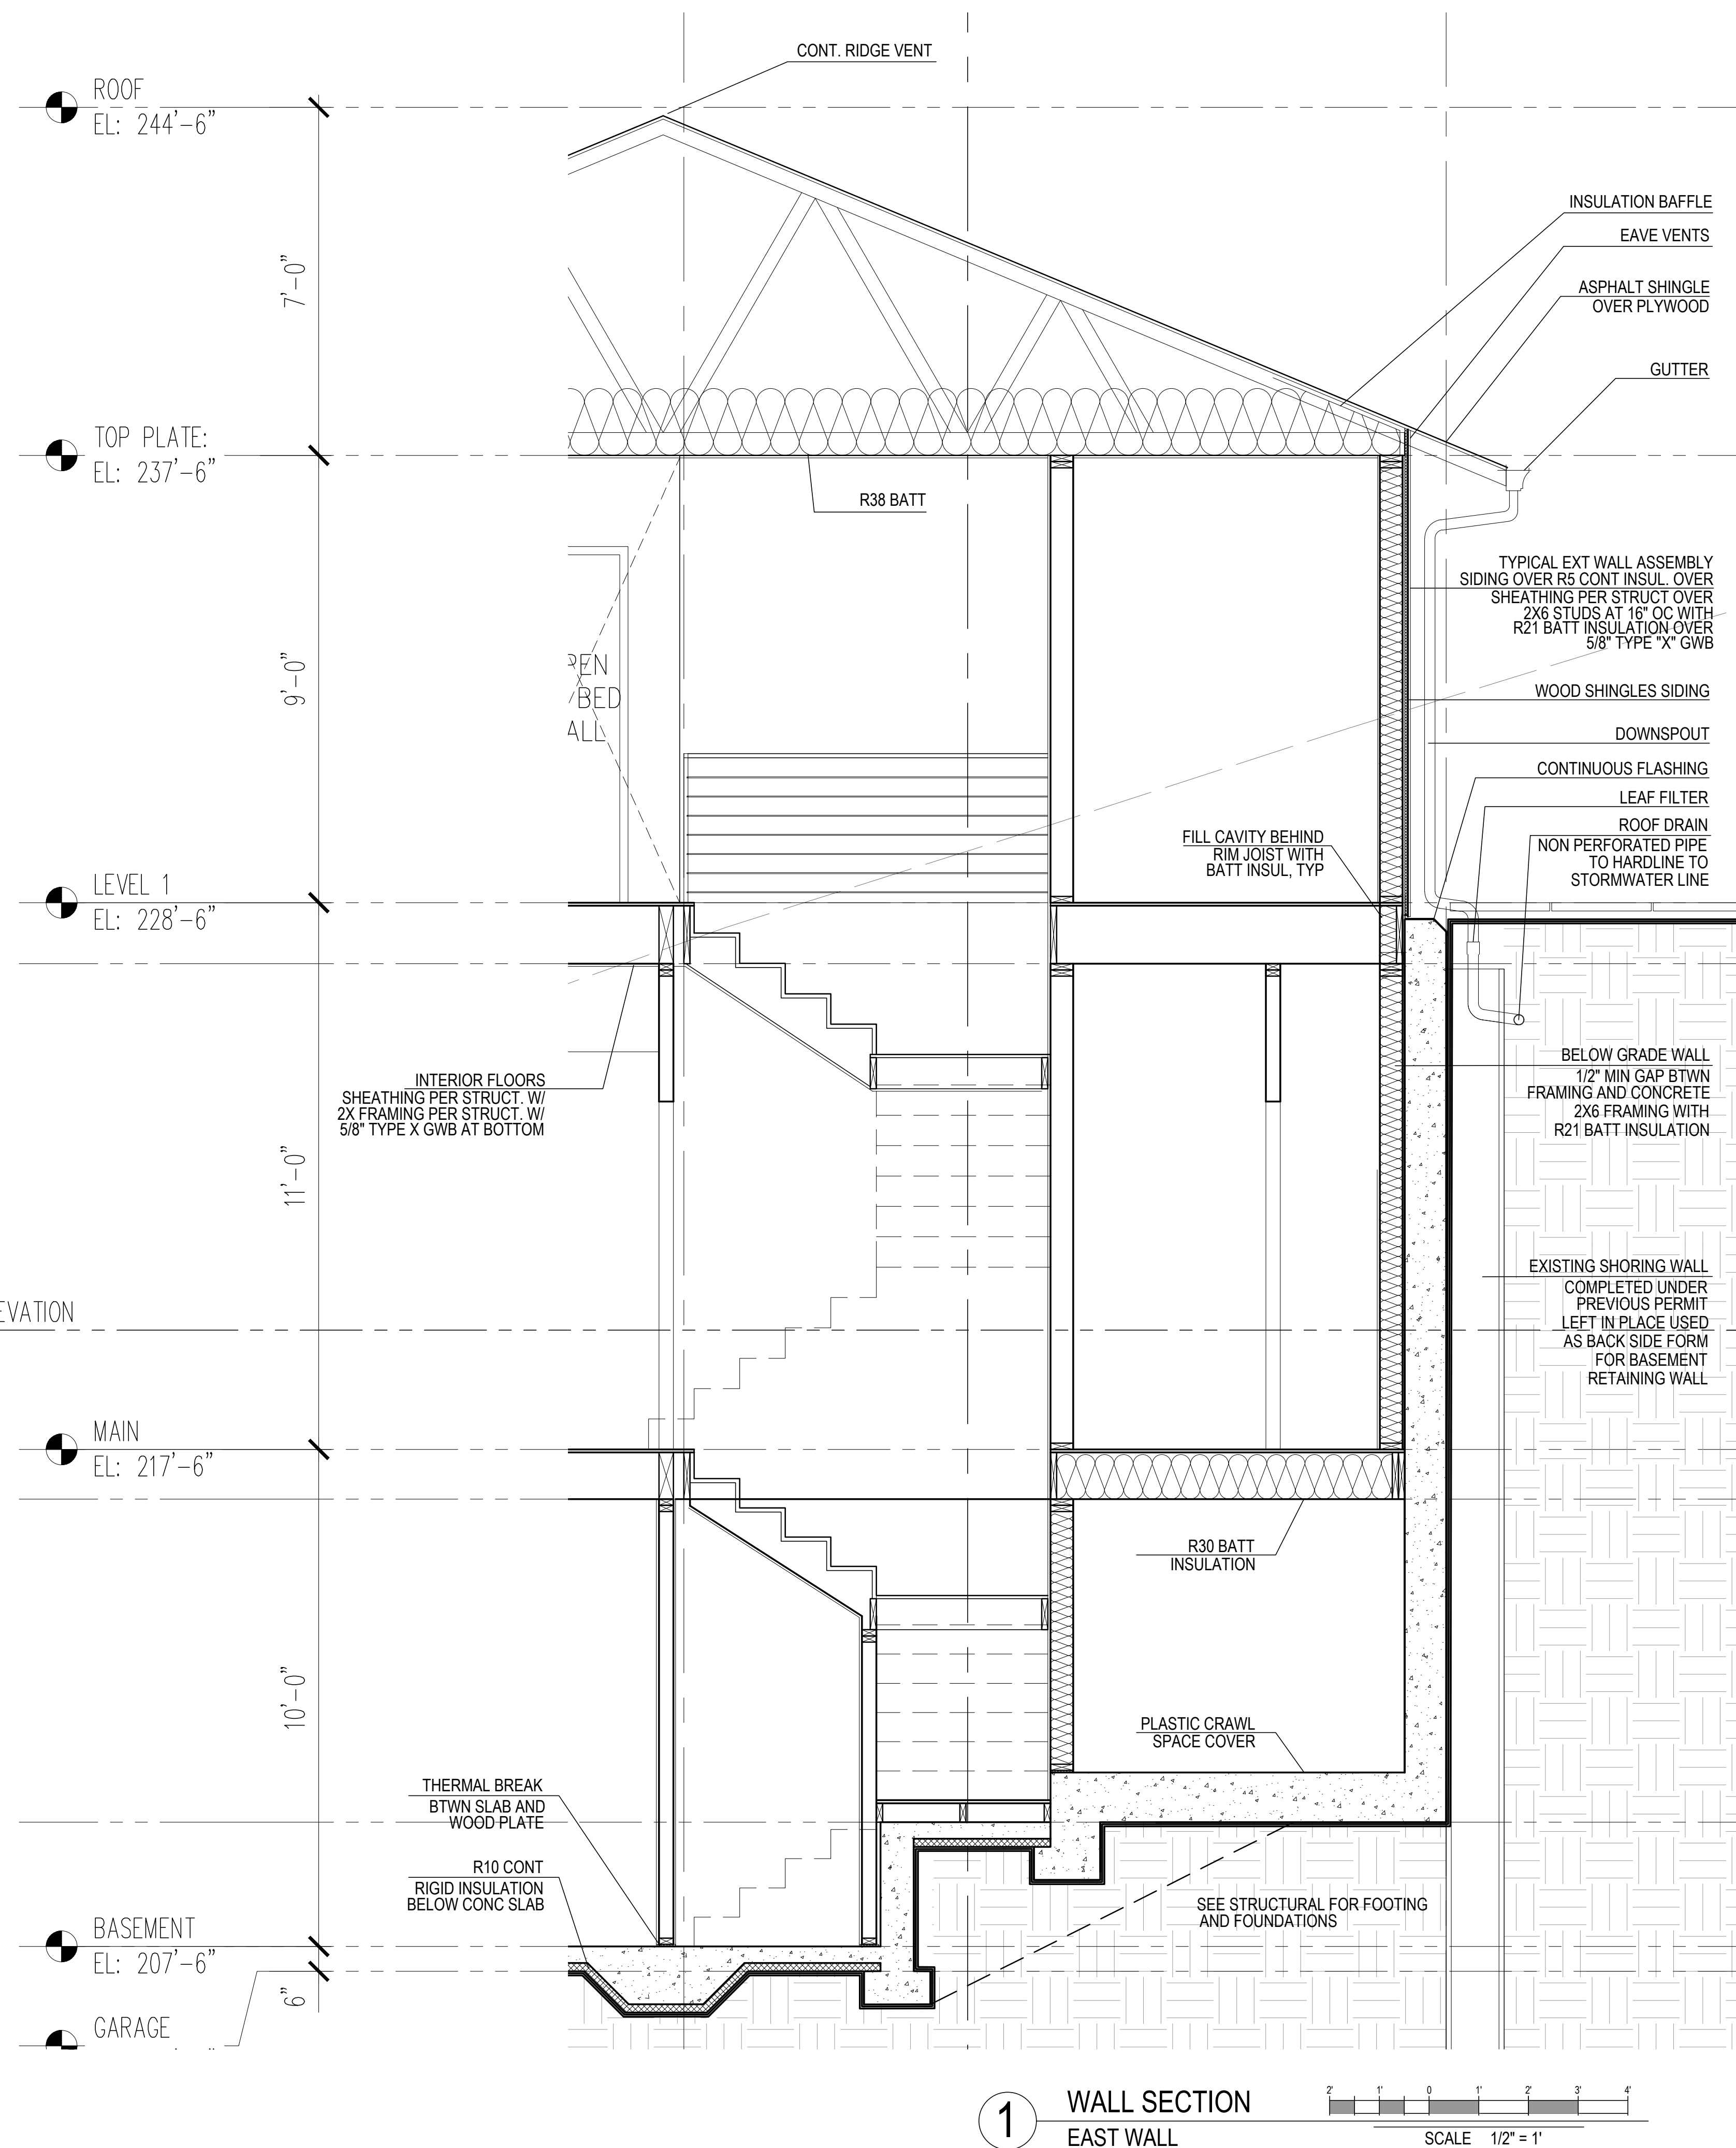 CONT. RIDGE VENT
ROOF
EL: 244'-6"
INSULATION BAFFLE
EAVE VENTS
ASPHALT SHINGLE
OVER PLYWOOD
7'-0"
GUTTER
TOP PLATE:
EL: 237'-6"
R38 BATT
TYPICAL EXT WALL ASSEMBLY
SIDING OVER R5 CONT INSUL. OVER
SHEATHING PER STRUCT OVER
2X6 STUDS AT 16" OC WITH
R21 BATT INSULATION OVER
5/8" TYPE "X" GWB
9'-0"
BED
WOOD SHINGLES SIDING
DOWNSPOUT
CONTINUOUS FLASHING
LEAF FILTER
ROOF DRAIN
NON PERFORATED PIPE
TO HARDLINE TO
STORMWATER LINE
FILL CAVITY BEHIND
RIM JOIST WITH
BATT INSUL, TYP
LEVEL 1
EL: 228'-6"
INTERIOR FLOORS
SHEATHING PER STRUCT. W/
2X FRAMING PER STRUCT. W/
5/8" TYPE X GWB AT BOTTOM
BELOW GRADE WALL
1/2" MIN GAP BTWN
FRAMING AND CONCRETE
2X6 FRAMING WITH
R21 BATT INSULATION
11'-0"
EXISTING SHORING WALL
COMPLETED UNDER
PREVIOUS PERMIT
LEFT IN PLACE USED
AS BACK SIDE FORM
FOR BASEMENT
RETAINING WALL
EVATION
MAIN
EL: 217'-6"
R30 BATT
INSULATION
10'-0"
PLASTIC CRAWL
SPACE COVER
THERMAL BREAK
BTWN SLAB AND
WOOD PLATE
R10 CONT
RIGID INSULATION
BELOW CONC SLAB
SEE STRUCTURAL FOR FOOTING
AND FOUNDATIONS
BASEMENT
EL: 207'-6"
6"
GARAGE
1
WALL SECTION
EAST WALL
2' 1' 0 1' 2' 3' 4'
SCALE 1/2" = 1'